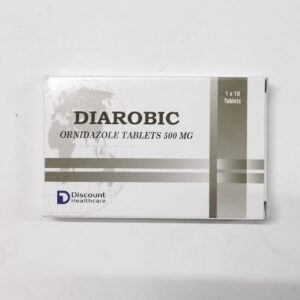 1 x 10
Tablets
DIAROBIC
ORNIDAZOLE TABLETS 500 MG
Discount
Healthcare